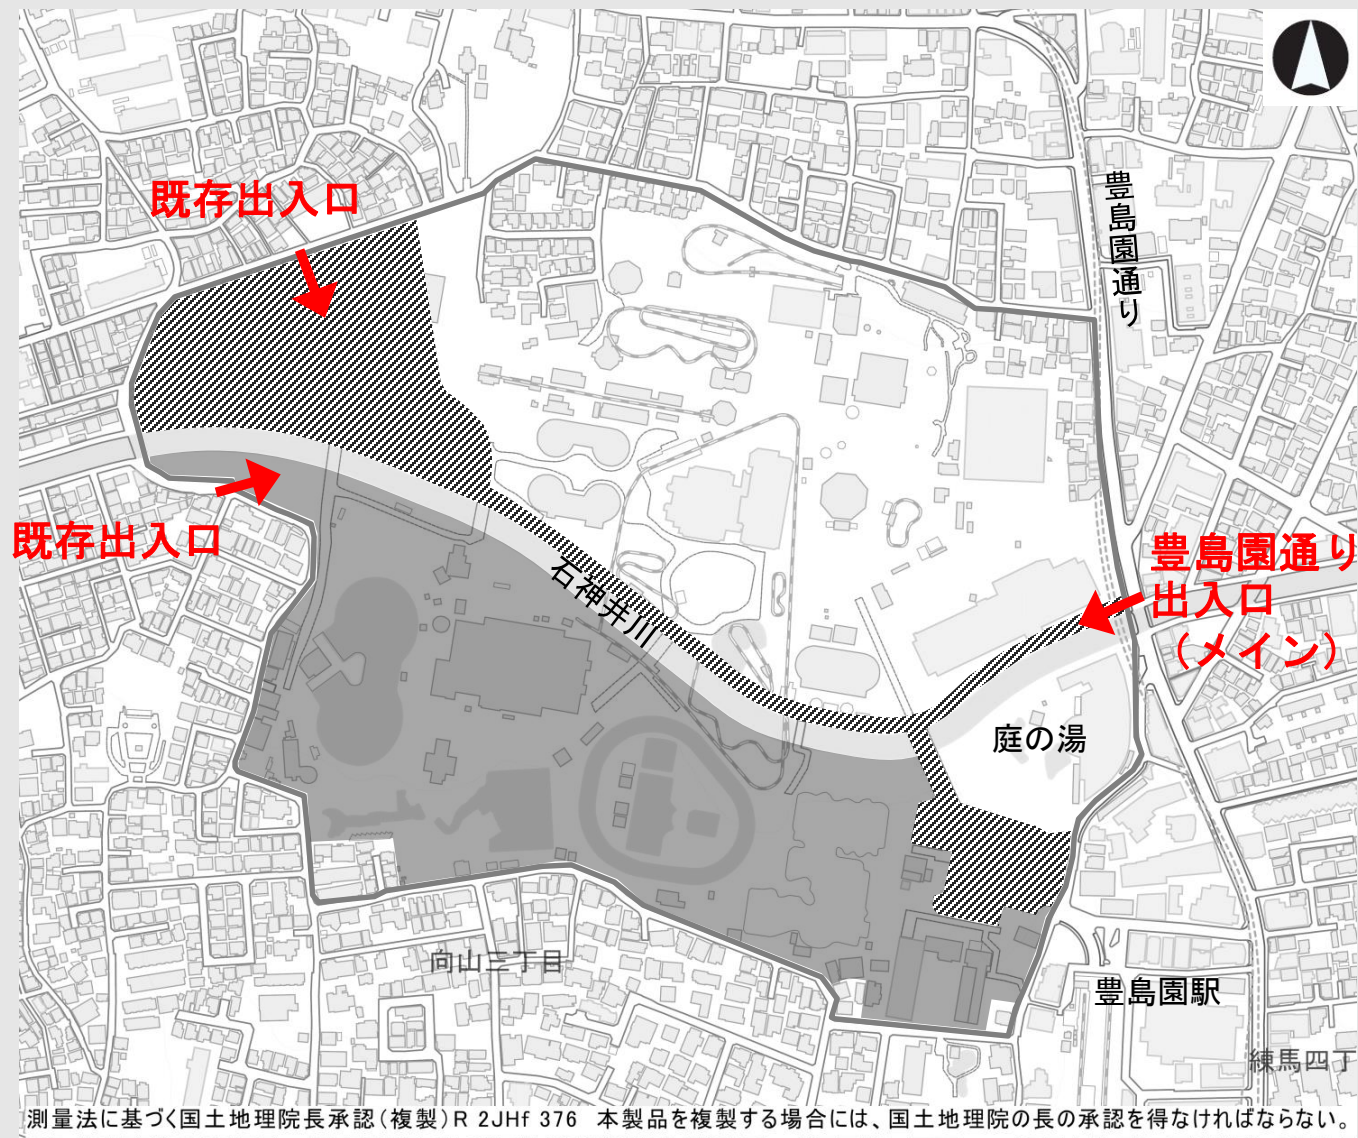 既存出入口
豊島園通り
既存出入口
石神井川
豊島園通り
出入口
（メイン）
庭の湯
向山三丁目
豊島園駅
練馬四丁
測量法に基づく国土地理院長承認（複製）R 2JHf 376　本製品を複製する場合には、国土地理院の長の承認を得なければならない。